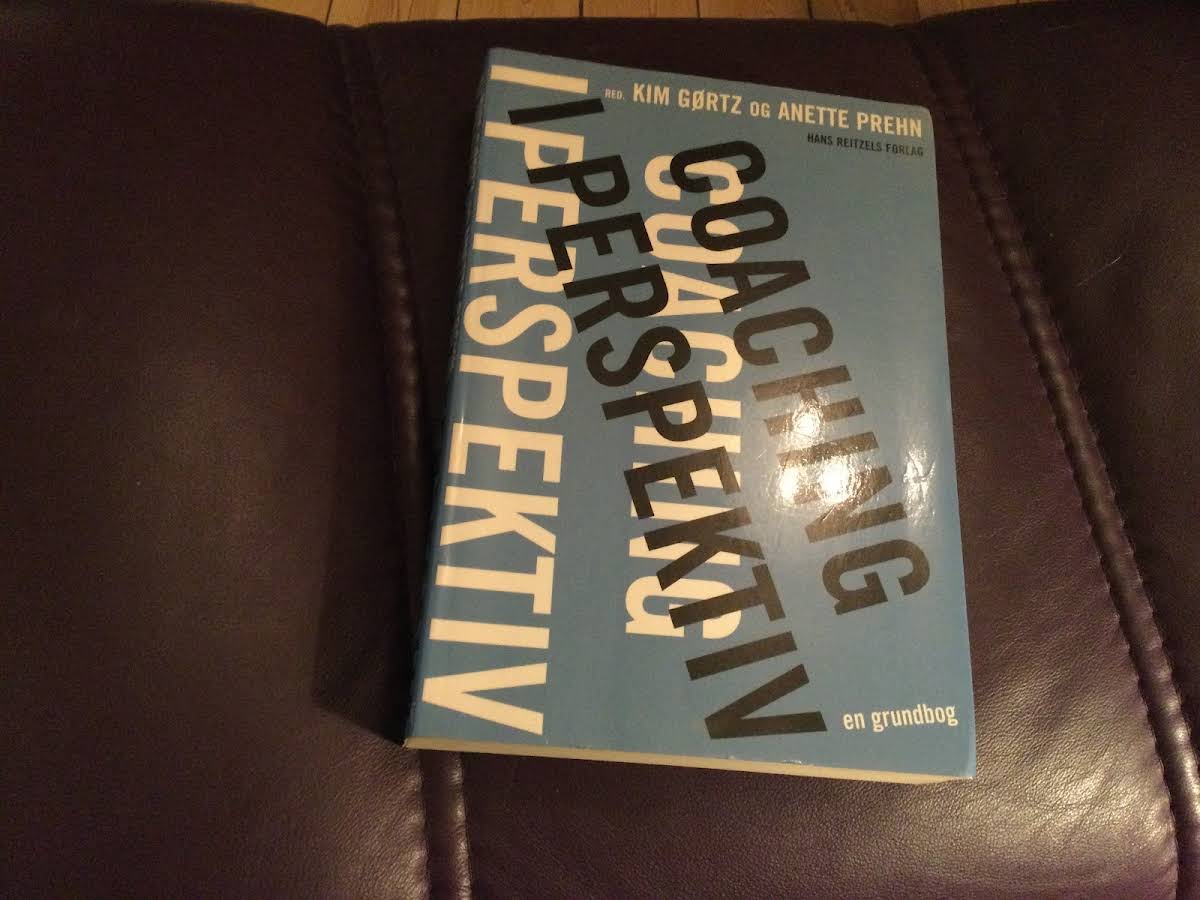 RED. KIM GØRTZ OG ANETTE PREHN
HANS REITZELS FORLAG
COACHING
I PERSPEKTIV
COACHING
I PERSPEKTIV
en grundbog